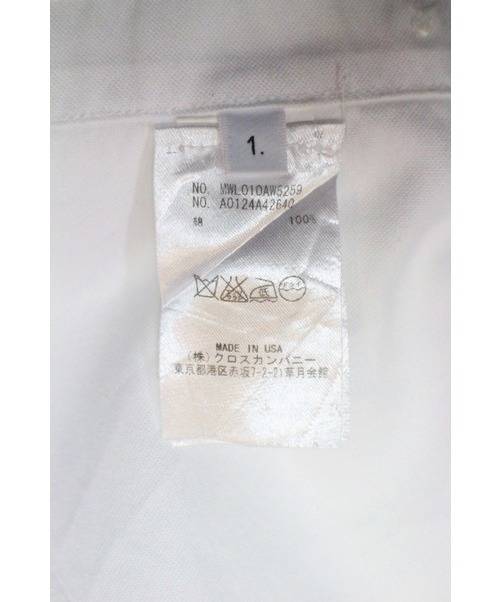 1.
NO. MWL010AW5259
NO. A0124A42640
綿 100%
MADE IN USA
(株)クロスカンパニー
東京都港区赤坂7-2-21草月会館